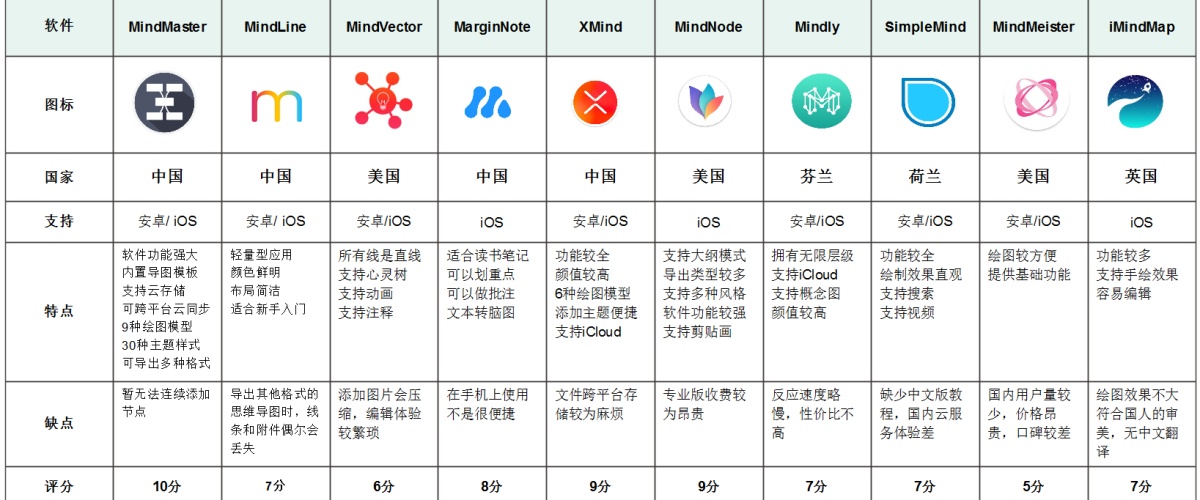 软件 MindMaster MindLine MindVector MarginNote XMind MindNode Mindly SimpleMind MindMeister iMindMap
图标
国家 中国 中国 美国 中国 中国 美国 芬兰 荷兰 美国 英国
支持 安卓/ iOS 安卓/ iOS 安卓/iOS iOS 安卓/iOS iOS 安卓/iOS 安卓/iOS 安卓/iOS iOS
特点
软件功能强大
内置导图模板
支持云存储
可跨平台云同步
9种绘图模型
30种主题样式
可导出多种格式
轻量型应用
颜色鲜明
布局简洁
适合新手入门
所有线是直线
支持心灵树
支持动画
支持注释
适合读书笔记
可以划重点
可以做批注
文本转脑图
功能较全
颜值较高
6种绘图模型
添加主题便捷
支持iCloud
支持大纲模式
导出类型较多
支持多种风格
软件功能较强
支持剪贴画
拥有无限层级
支持iCloud
支持概念图
颜值较高
功能较全
绘制效果直观
支持搜索
支持视频
绘图较方便
提供基础功能
功能较多
支持手绘效果
容易编辑
缺点
暂无法连续添加
节点
导出其他格式的
思维导图时，线
条和附件偶尔会
丢失
添加图片会压
缩，编辑体验
较繁琐
在手机上使用
不是很便捷
文件跨平台存
储较为麻烦
专业版收费较
为昂贵
反应速度略
慢，性价比不
高
缺少中文版教
程，国内云服
务体验差
国内用户量较
少，价格昂
贵，口碑较差
绘图效果不大
符合国人的审
美，无中文翻
译
评分 10分 7分 6分 8分 9分 9分 7分 7分 5分 7分